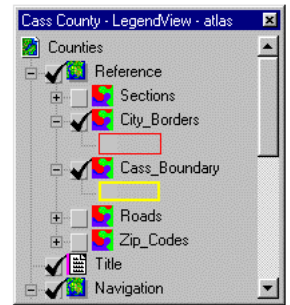 Cass County - LegendView - atlas
Counties
Reference
Sections
City_Borders
Cass_Boundary
Roads
Zip_Codes
Title
Navigation